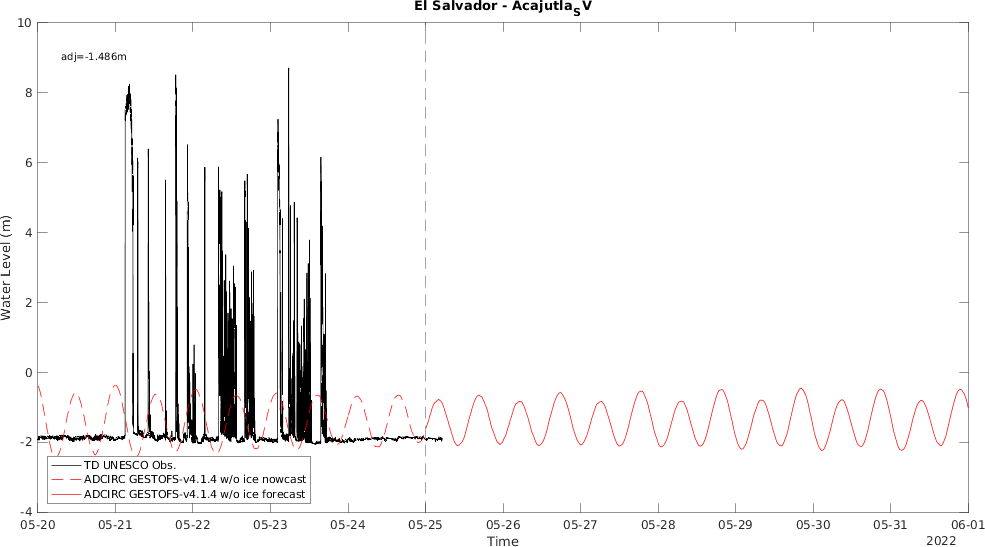 El Salvador - Acajutla_SV
adj=-1.486m
10
8
6
4
2
0
-2
-4
Water Level (m)
TD UNESCO Obs.
ADCIRC GESTOFS-v4.1.4 w/o ice nowcast
ADCIRC GESTOFS-v4.1.4 w/o ice forecast
05-20 05-21 05-22 05-23 05-24 05-25 05-26 05-27 05-28 05-29 05-30 05-31 06-01
Time
2022